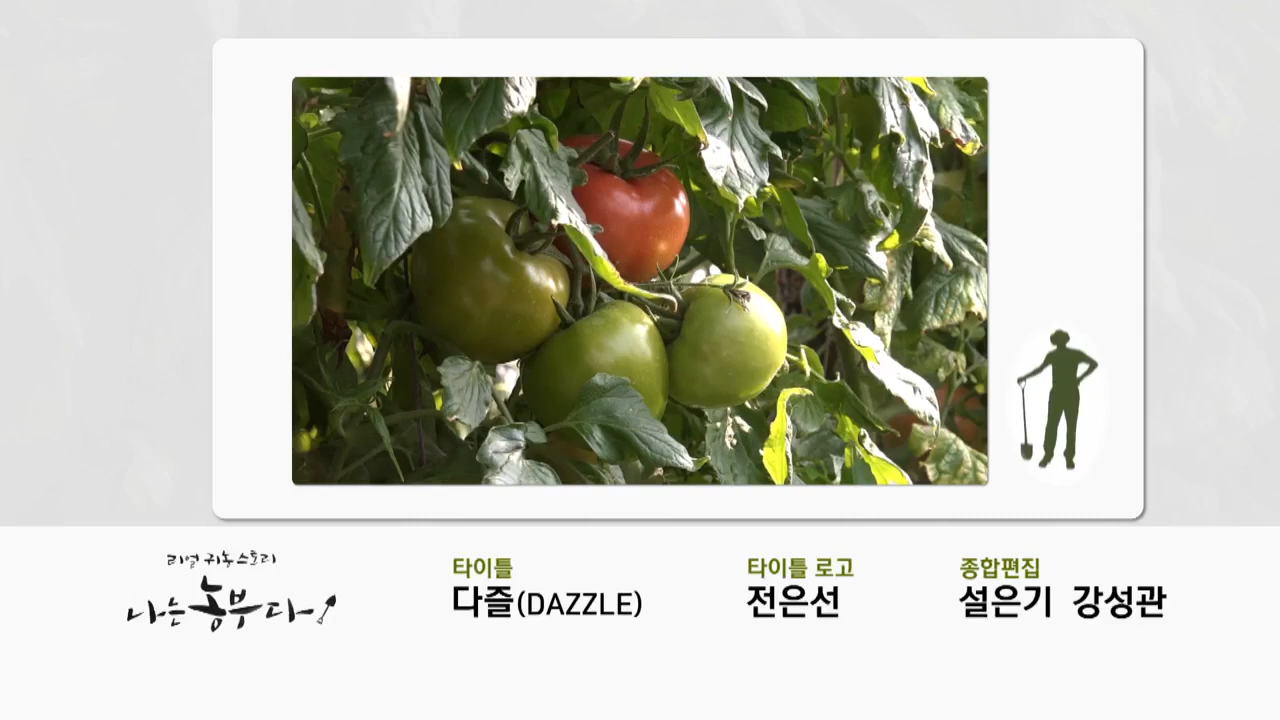 리얼 귀농스토리
나는 농부다!
타이틀
다즐(DAZZLE)
타이틀 로고
전은선
종합편집
설은기 강성관